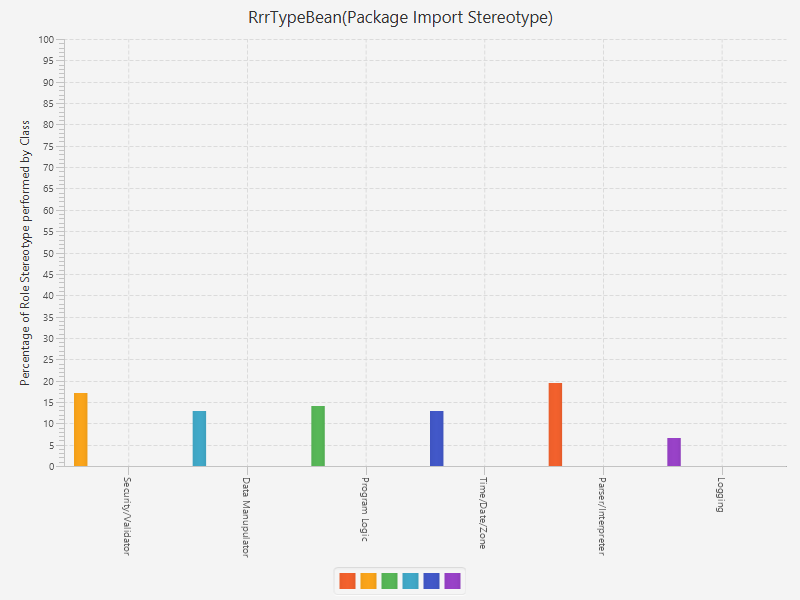 RrrTypeBean(Package Import Stereotype)
Percentage of Role Stereotype performed by Class
100
95
90
85
80
75
70
65
60
55
50
45
40
35
30
25
20
15
10
5
0
Security/Validator
Data Manupulator
Program Logic
Time/Date/Zone
Parser/Interpreter
Logging